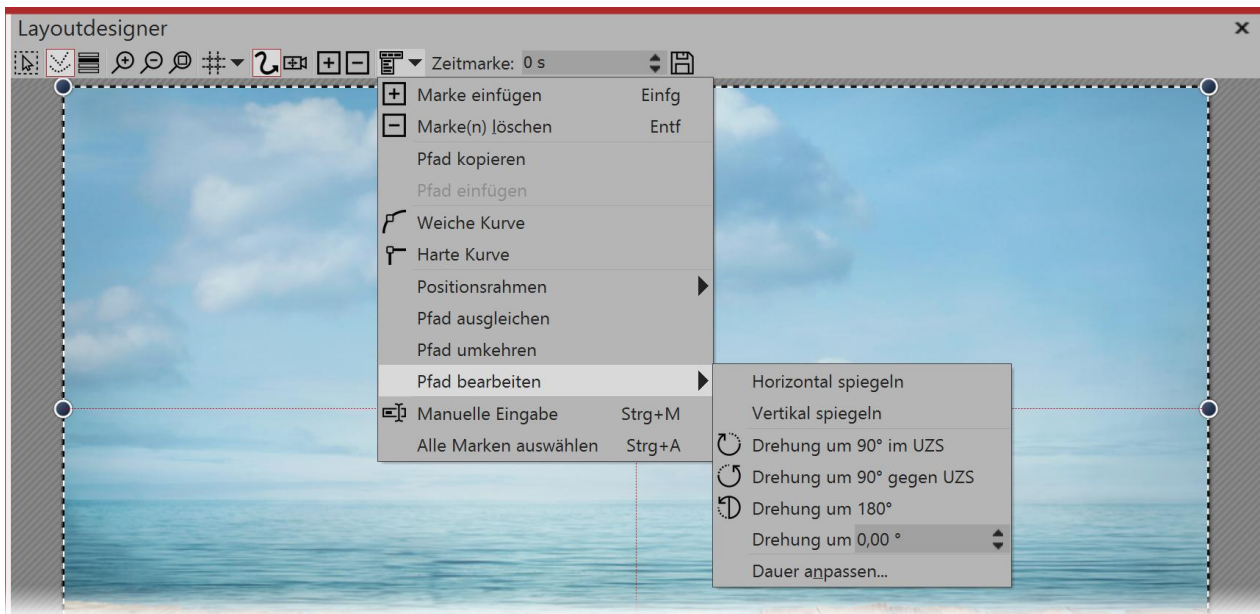 Layoutdesigner
Zeitmarke: 0 s
Marke einfügen Einfg
Marke(n) löschen Entf
Pfad kopieren
Pfad einfügen
Weiche Kurve
Harte Kurve
Positionsrahmen
Pfad ausgleichen
Pfad umkehren
Pfad bearbeiten
Manuelle Eingabe Strg+M
Alle Marken auswählen Strg+A
Horizontal spiegeln
Vertikal spiegeln
Drehung um 90° im UZS
Drehung um 90° gegen UZS
Drehung um 180°
Drehung um 0,00 °
Dauer anpassen...